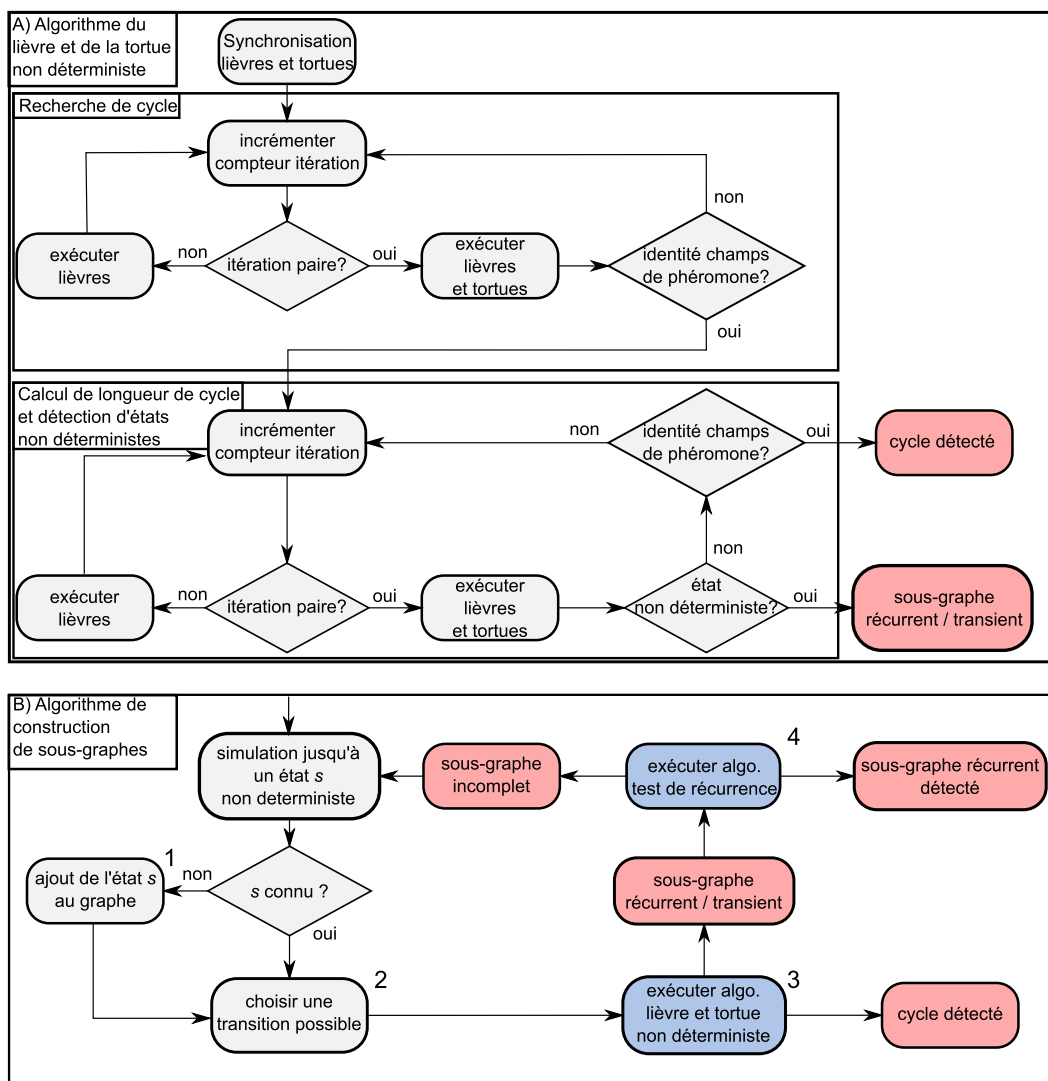 A) Algorithme du
lièvre et de la tortue
non déterministe
Synchronisation
lièvres et tortues
Recherche de cycle
incrémenter
compteur itération
non
exécuter
lièvres
non
itération paire?
oui
exécuter
lièvres
et tortues
identité champs
de phéromone?
oui
Calcul de longueur de cycle
et détection d'états
non déterministes
incrémenter
compteur itération
non
identité champs
de phéromone?
oui
cycle détecté
non
exécuter
lièvres
non
itération paire?
oui
exécuter
lièvres
et tortues
état
non déterministe?
oui
sous-graphe
récurrent / transient
B) Algorithme de
construction
de sous-graphes
simulation jusqu'à
un état s
non deterministe
sous-graphe
incomplet
exécuter algo.
test de récurrence
4
sous-graphe récurrent
détecté
1
ajout de l'état s
au graphe
non
s connu ?
oui
sous-graphe
récurrent / transient
2
choisir une
transition possible
3
exécuter algo.
lièvre et tortue
non déterministe
cycle détecté